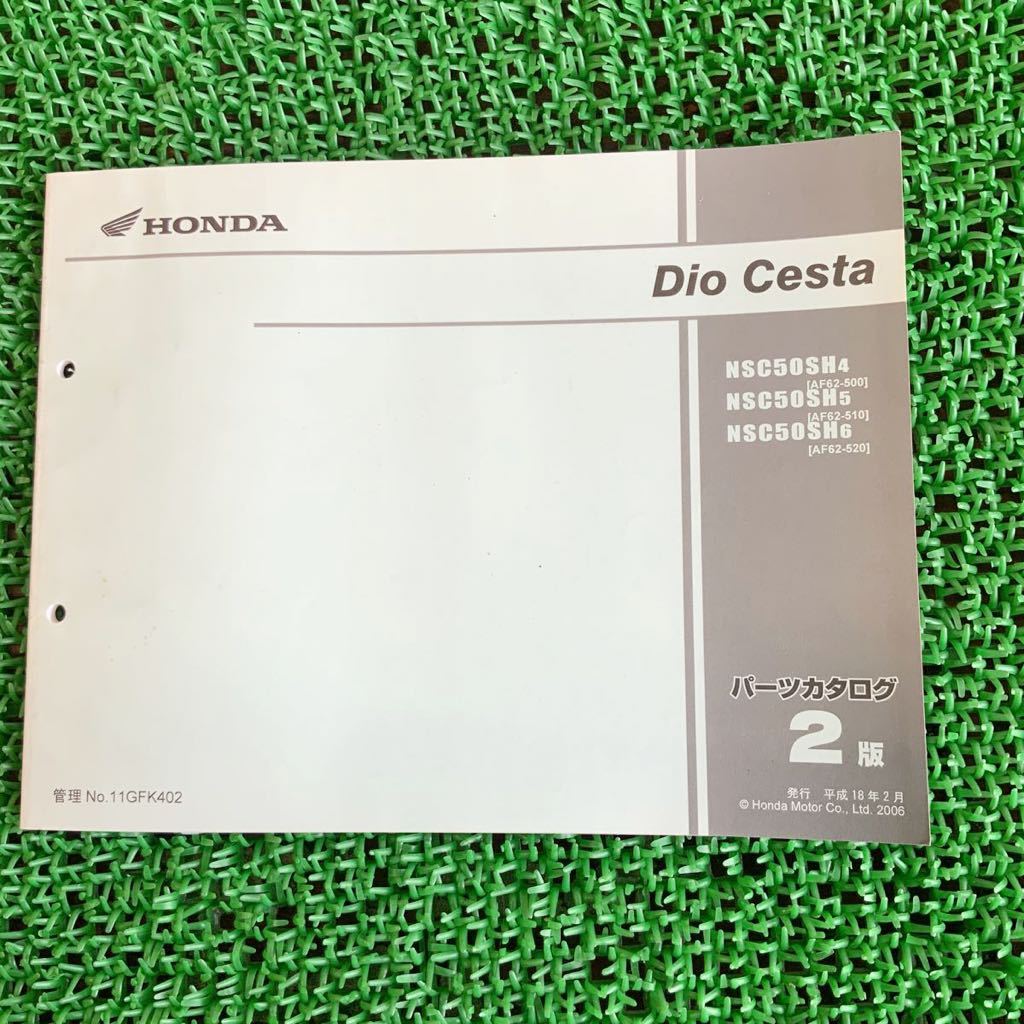 HONDA
Dio Cesta
NSC50SH4
[AF62-500]
NSC50SH5
[AF62-510]
NSC50SH6
[AF62-520]
パーツカタログ
2版
管理 No.11GFK402
発行 平成18年2月
© Honda Motor Co., Ltd. 2006